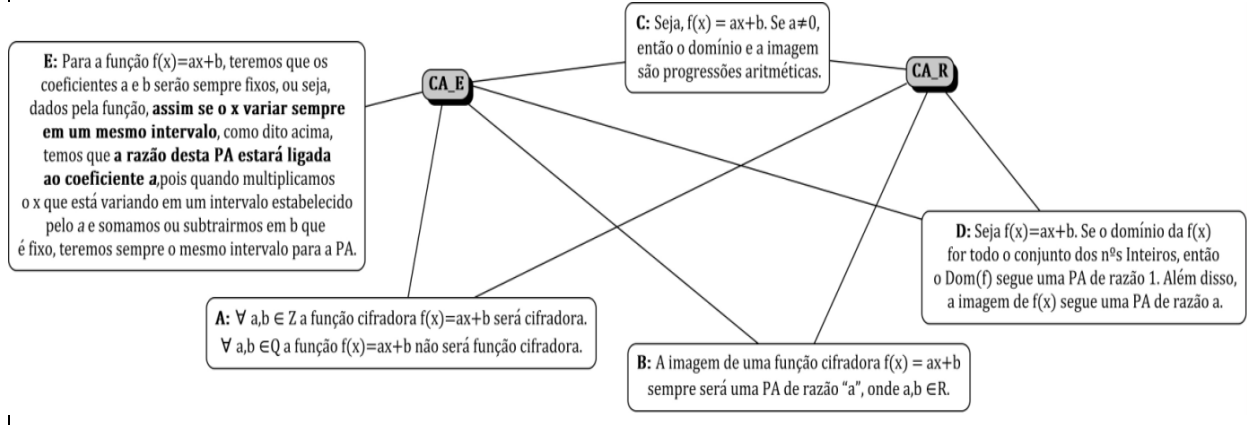 C: Seja, f(x) = ax+b. Se a≠0,
então o domínio e a imagem
são progressões aritméticas.
E: Para a função f(x)=ax+b, teremos que os
coeficientes a e b serão sempre fixos, ou seja,
dados pela função, assim se o x variar sempre
em um mesmo intervalo, como dito acima,
temos que a razão desta PA estará ligada
ao coeficiente a,pois quando multiplicamos
o x que está variando em um intervalo estabelecido
pelo a e somamos ou subtrairmos em b que
é fixo, teremos sempre o mesmo intervalo para a PA.
CA_E
CA_R
D: Seja f(x)=ax+b. Se o domínio da f(x)
for todo o conjunto dos nºs Inteiros, então
o Dom(f) segue uma PA de razão 1. Além disso,
a imagem de f(x) segue uma PA de razão a.
A: ∀ a,b ∈ Z a função cifradora f(x)=ax+b será cifradora.
∀ a,b ∈Q a função f(x)=ax+b não será função cifradora.
B: A imagem de uma função cifradora f(x) = ax+b
sempre será uma PA de razão “a”, onde a,b ∈R.